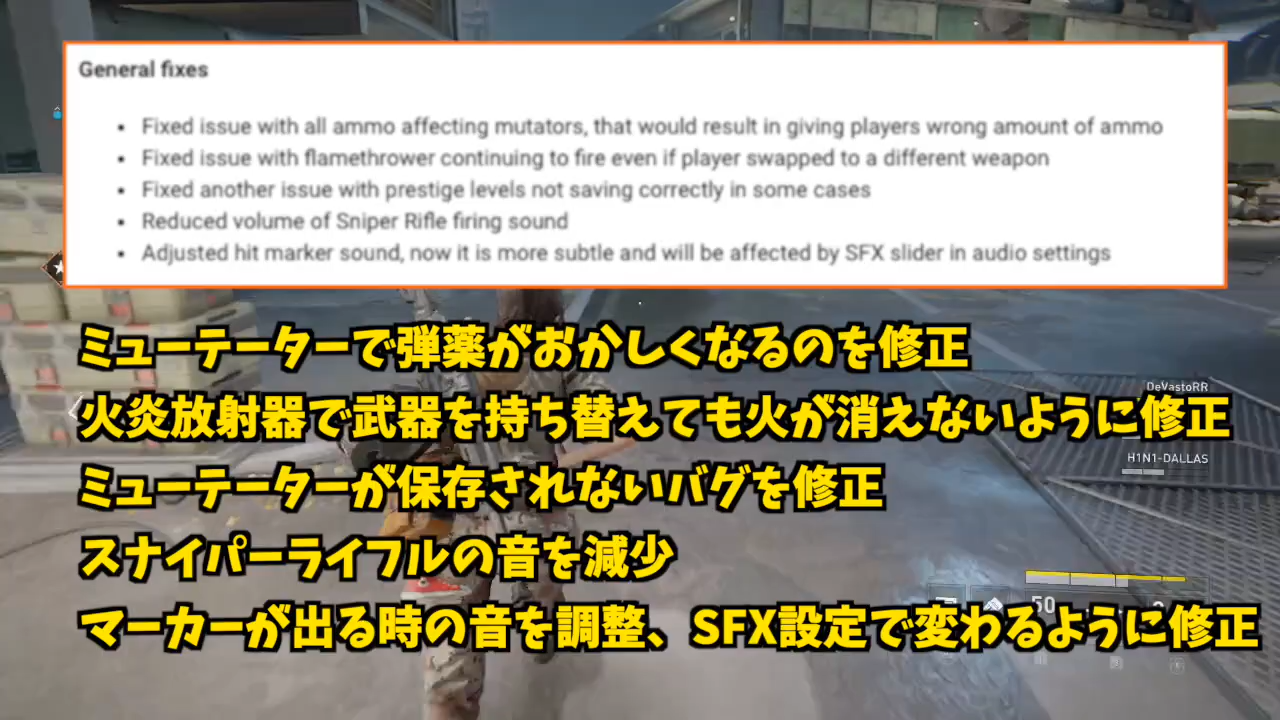 General fixes
• Fixed issue with all ammo affecting mutators, that would result in giving players wrong amount of ammo
• Fixed issue with flamethrower continuing to fire even if player swapped to a different weapon
• Fixed another issue with prestige levels not saving correctly in some cases
• Reduced volume of Sniper Rifle firing sound
• Adjusted hit marker sound, now it is more subtle and will be affected by SFX slider in audio settings
ミューテーターで弾薬がおかしくなるのを修正
DeVastoRR
火炎放射器で武器を持ち替えても火が消えないように修正
H1N1-DALLAS
ミューテーターが保存されないバグを修正
スナイパーライフルの音を減少
50
マーカーが出る時の音を調整、SFX設定で変わるように修正